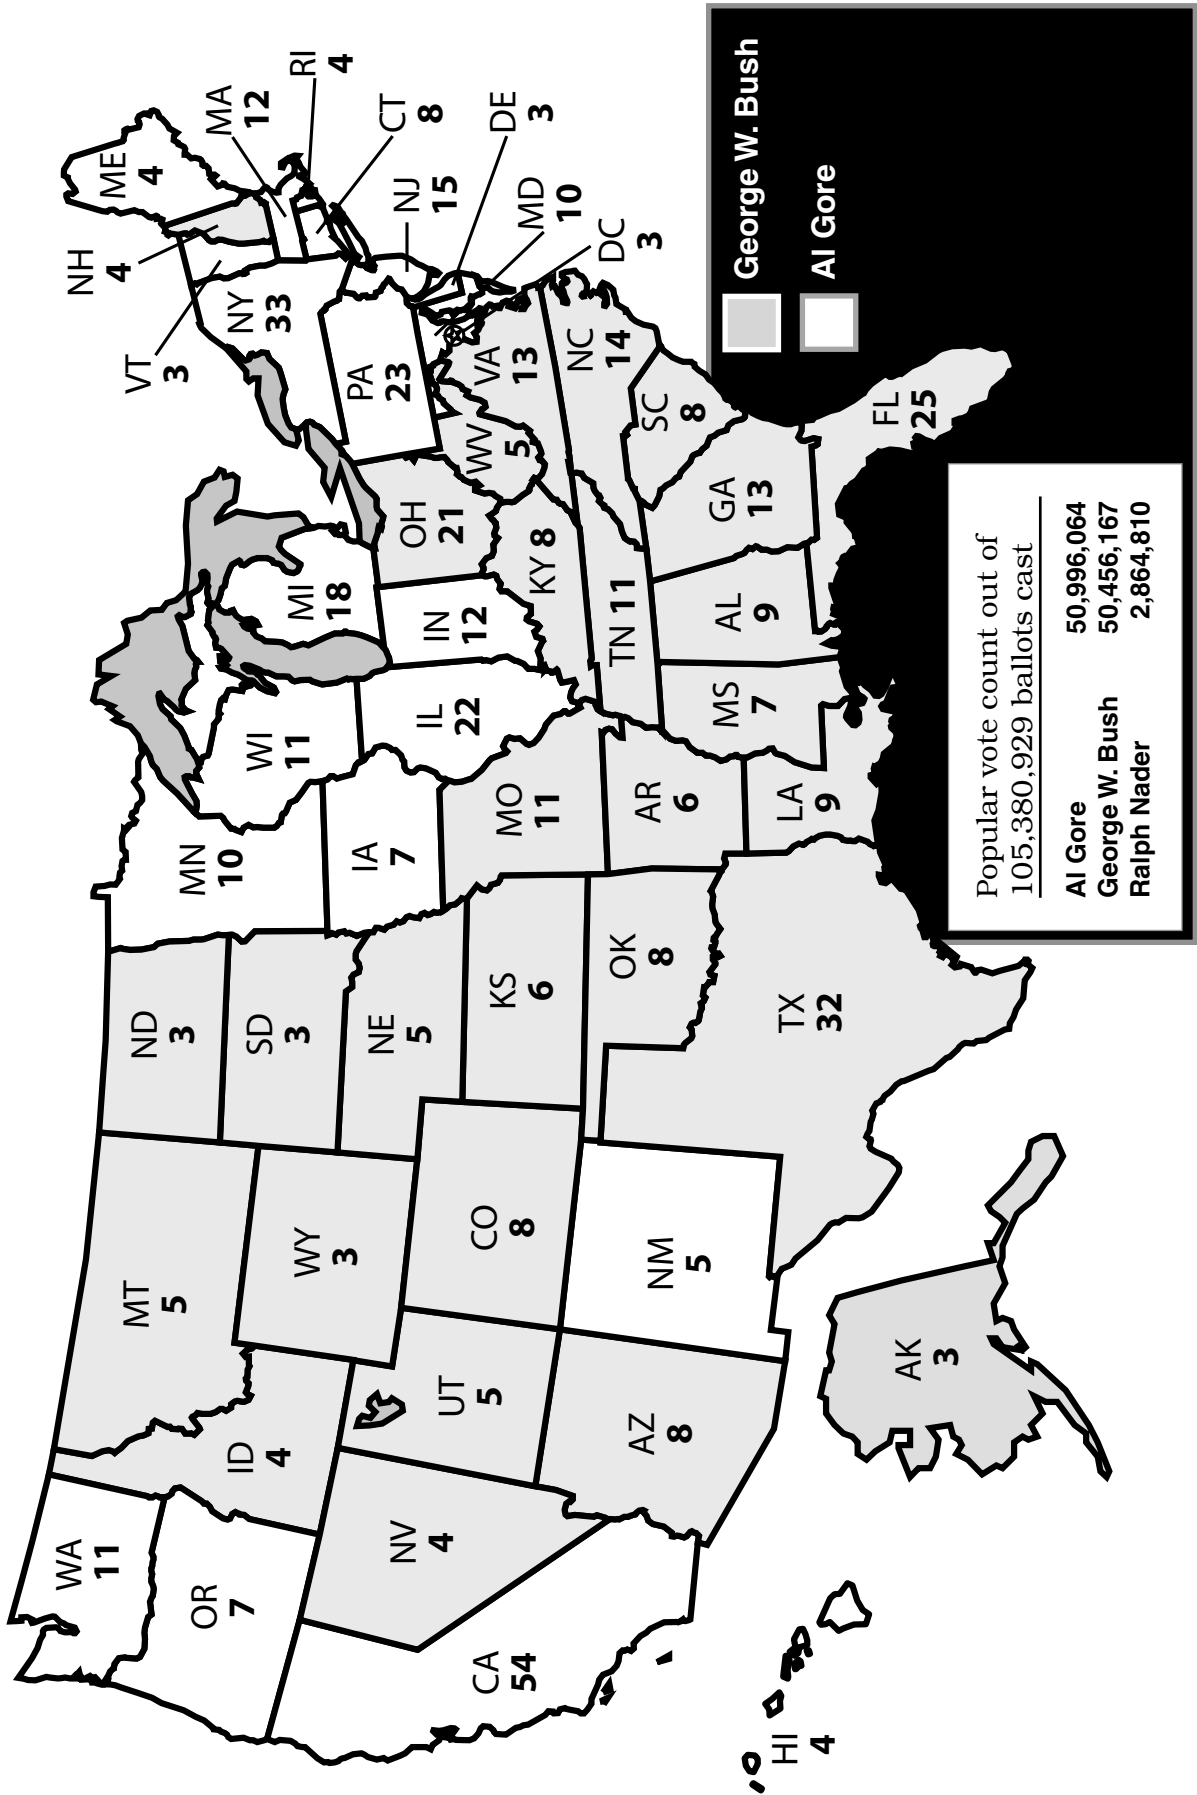 WA
11
OR
7
CA
54
HI
4
ID
4
NV
4
MT
5
WY
3
UT
5
AZ
8
CO
8
NM
5
AK
3
ND
3
SD
3
NE
5
KS
6
OK
8
TX
32
MN
10
IA
7
MO
11
AR
6
LA
9
WI
11
IL
22
MS
7
MI
18
IN
12
KY 8
TN 11
AL
9
OH
21
WV
5
GA
13
FL
25
SC
8
NC
14
VA
13
PA
23
NY
33
VT
3
NH
4
ME
4
MA
12
RI
4
CT
8
NJ
15
DE
3
MD
10
DC
3
George W. Bush
Al Gore
Popular vote count out of
105,380,929 ballots cast
Al Gore 50,996,064
George W. Bush 50,456,167
Ralph Nader 2,864,810